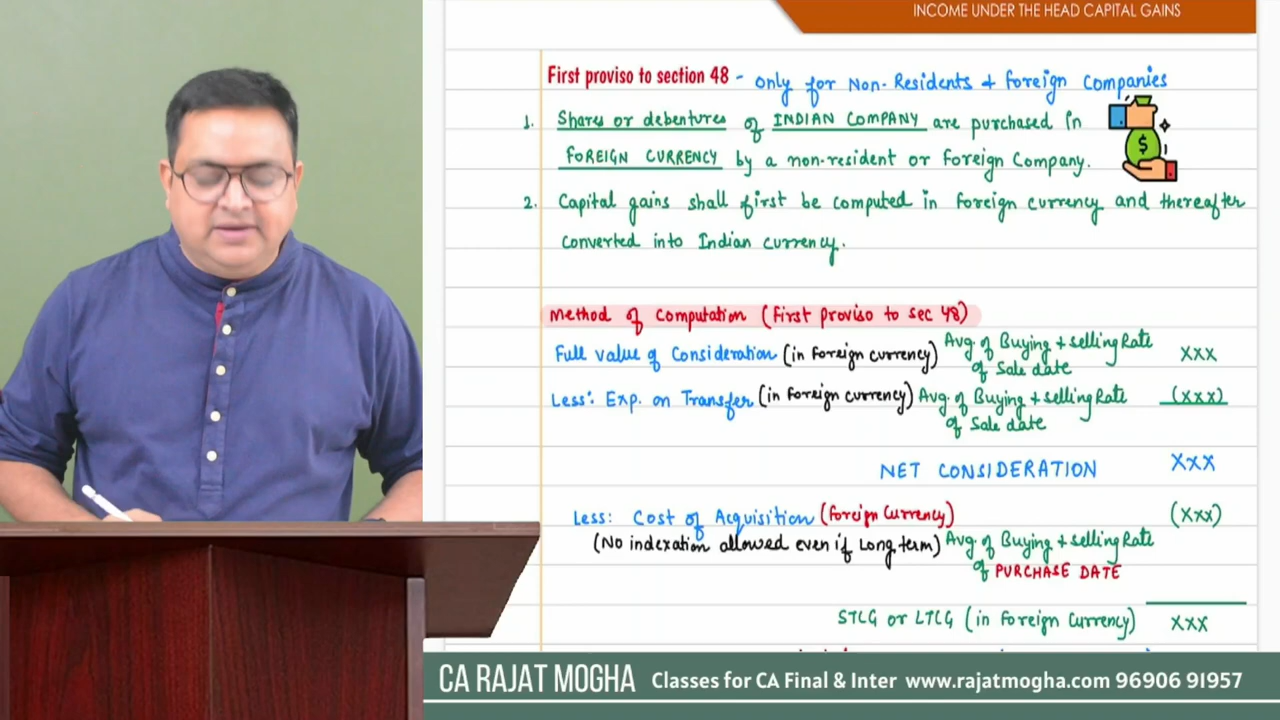 INCOME UNDER THE HEAD CAPITAL GAINS
First proviso to section 48 - only for Non-Residents & Foreign Companies
1. Shares or debentures of INDIAN COMPANY are purchased in
FOREIGN CURRENCY by a non-resident or Foreign Company.
$
2. Capital gains shall first be computed in foreign currency and thereafter
converted into Indian currency.
Method of Computation (First proviso to sec 48)
Full value of Consideration (in Foreign currency) Avg. of Buying + selling Rate of Sale date XXX
Less: Exp. on Transfer (in Foreign currency) Avg. of Buying + selling Rate of Sale date (XXX)
NET CONSIDERATION XXX
Less: Cost of Acquisition (Foreign Currency) (XXX)
(No indexation allowed even if Long term) Avg. of Buying + selling Rate
of PURCHASE DATE
STCG or LTCG (in Foreign Currency) XXX
CA RAJAT MOGHA Classes for CA Final & Inter www.rajatmogha.com 96906 91957